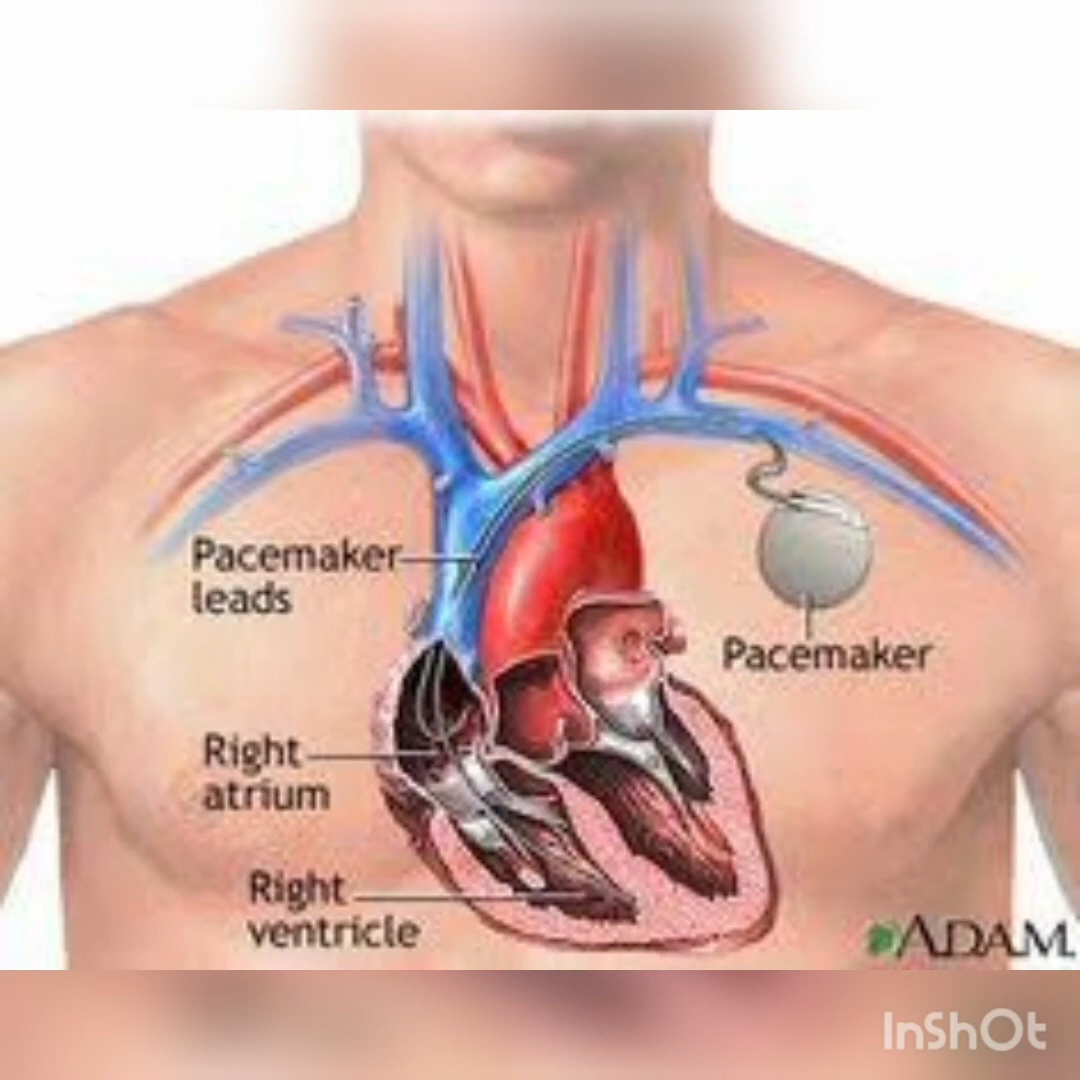 Pacemaker
leads
Pacemaker
Right
atrium
Right
ventricle
ADAM.
InShOt